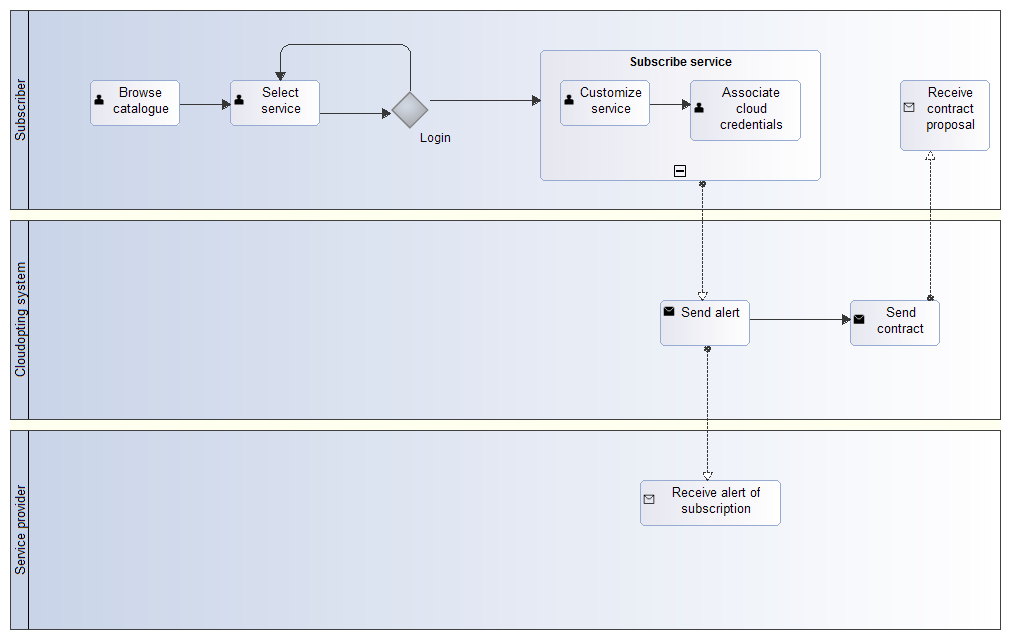 Subscriber
Browse
catalogue
Select
service
Login
Subscribe service
Customize
service
Associate
cloud
credentials
Receive
contract
proposal
Cloudopting system
Send alert
Send
contract
Service provider
Receive alert of
subscription